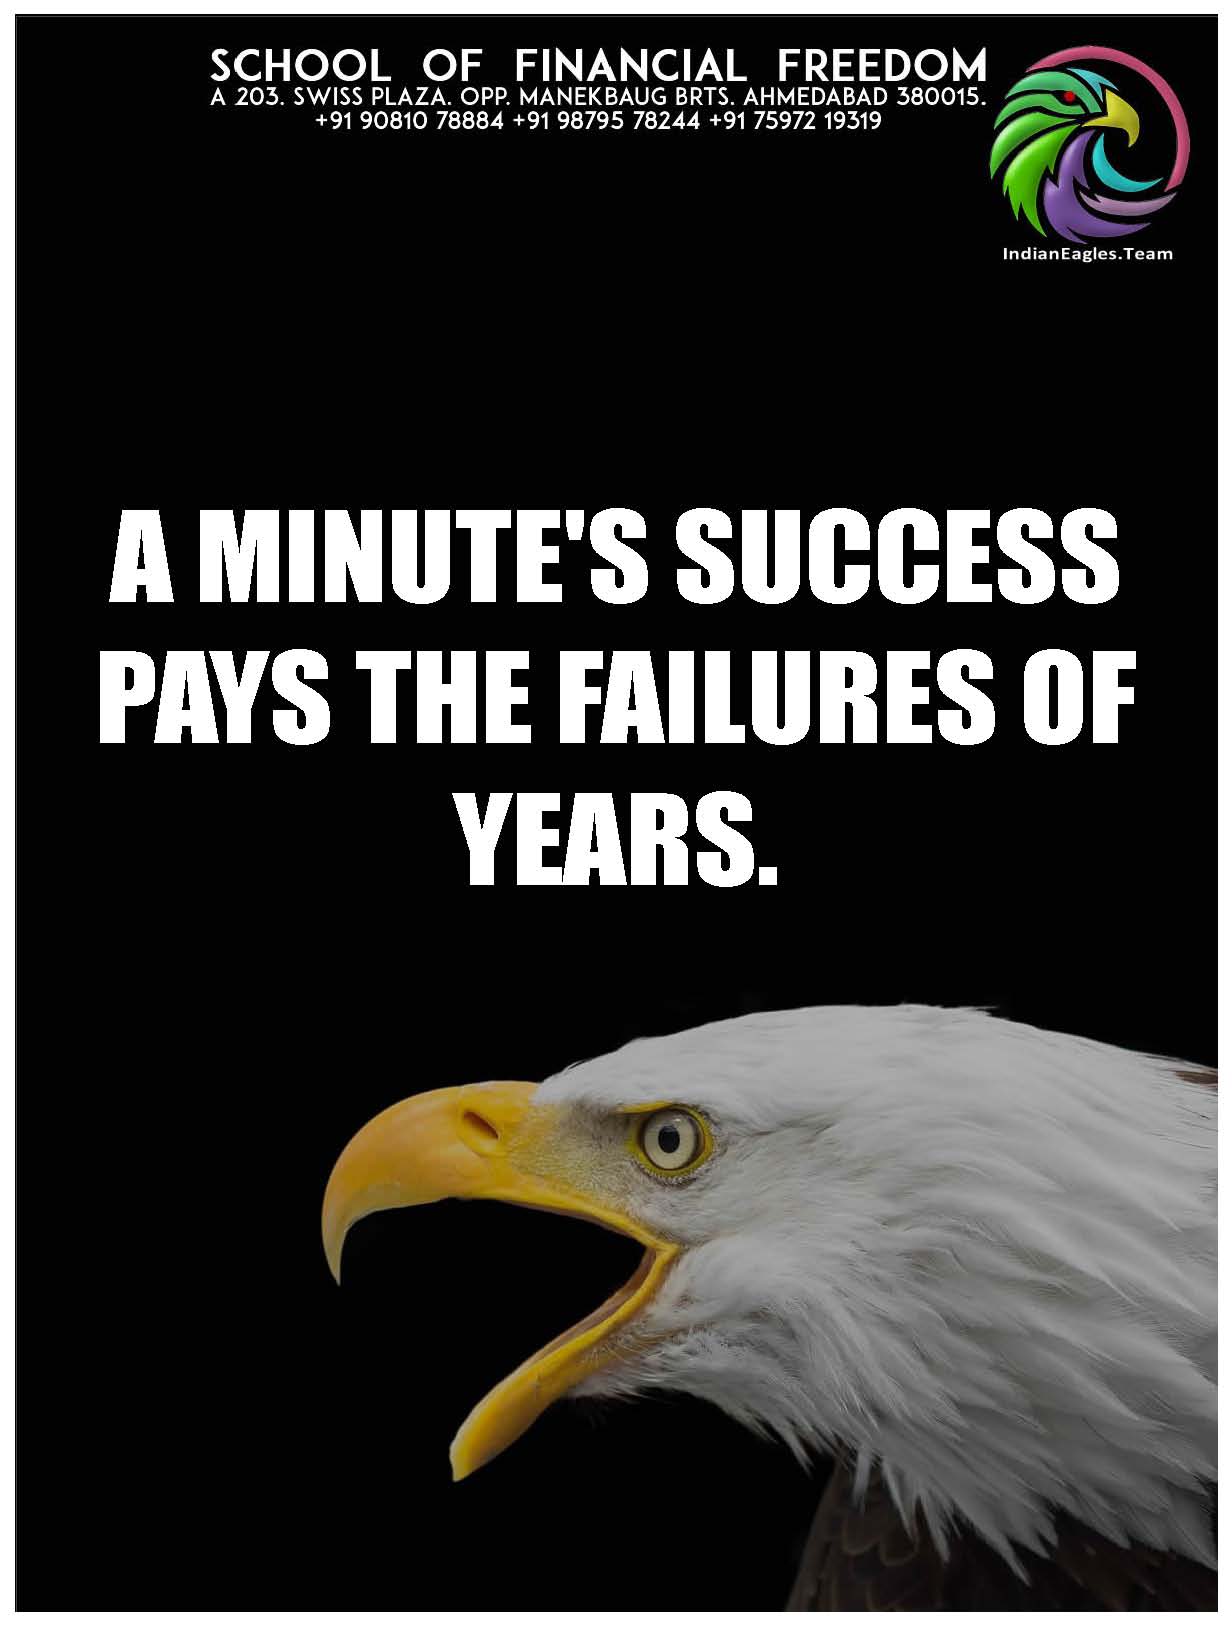 SCHOOL OF FINANCIAL FREEDOM
A 203. SWISS PLAZA. OPP. MANEKBAUG BRTS. AHMEDABAD 380015.
+91 90810 78884 +91 98795 78244 +91 75972 19319
IndianEagles.Team
A MINUTE'S SUCCESS
PAYS THE FAILURES OF
YEARS.